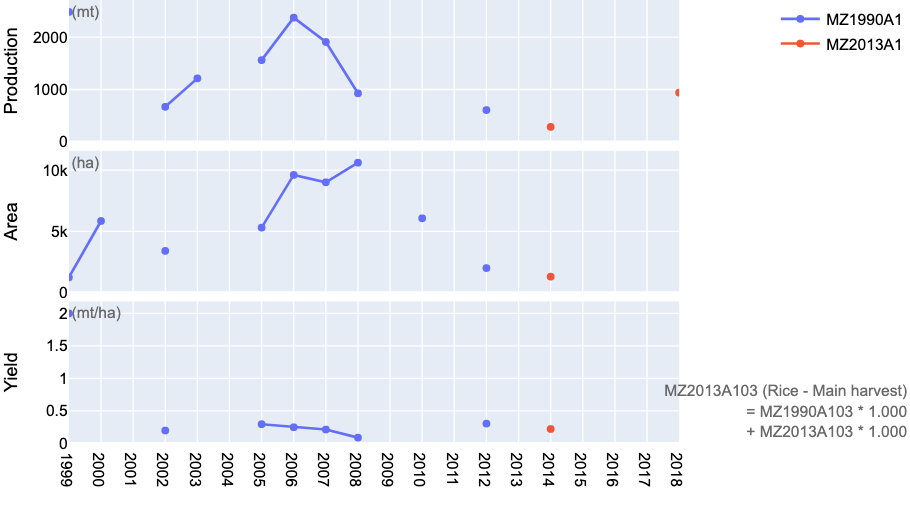 (mt)
Production
2000
1000
0
MZ1990A1
MZ2013A1
(ha)
Area
10k
5k
0
(mt/ha)
Yield
2
1.5
1
0.5
0
MZ2013A103 (Rice - Main harvest)
= MZ1990A103 * 1.000
+ MZ2013A103 * 1.000
1999
2000
2001
2002
2003
2004
2005
2006
2007
2008
2009
2010
2011
2012
2013
2014
2015
2016
2017
2018